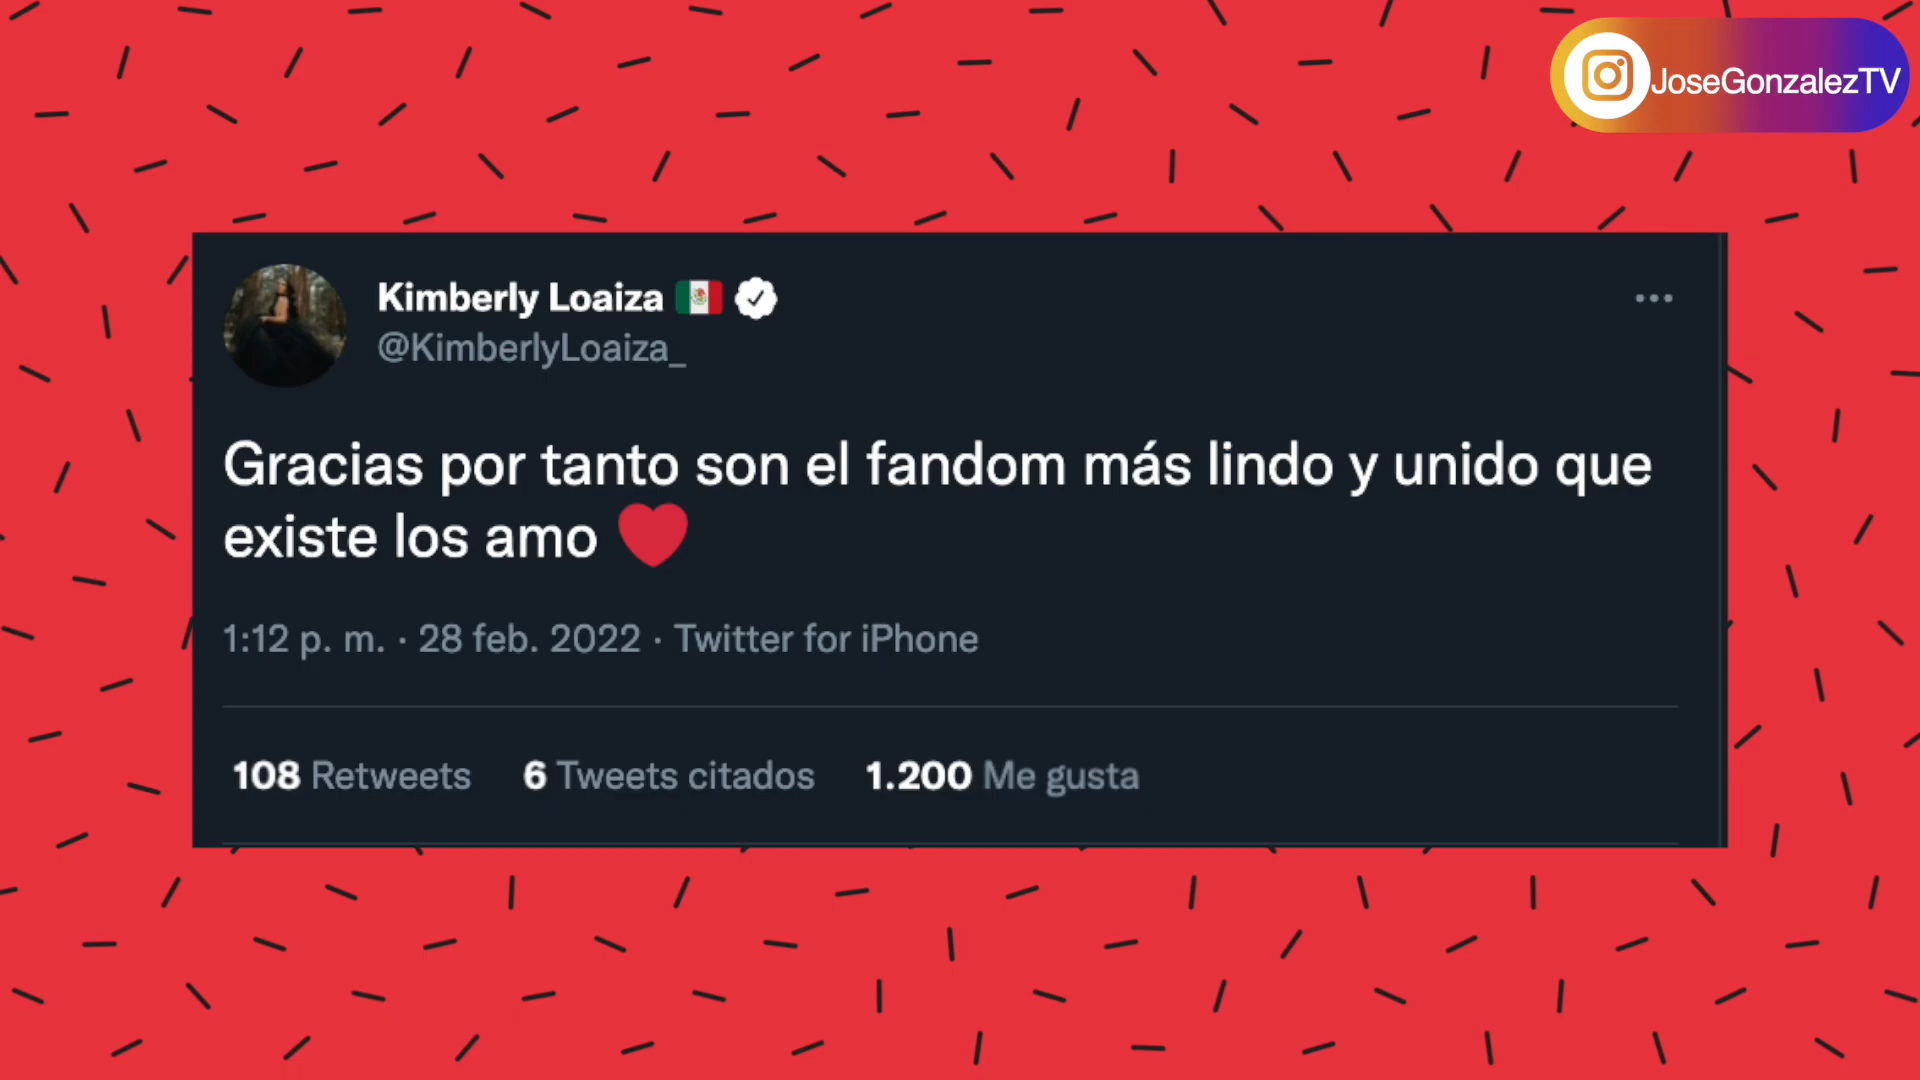 JoseGonzalezTV
Kimberly Loaiza 🇲🇽
@KimberlyLoaiza_
Gracias por tanto son el fandom más lindo y unido que
existe los amo ❤️
1:12 p. m. · 28 feb. 2022 · Twitter for iPhone
108 Retweets 6 Tweets citados 1.200 Me gusta